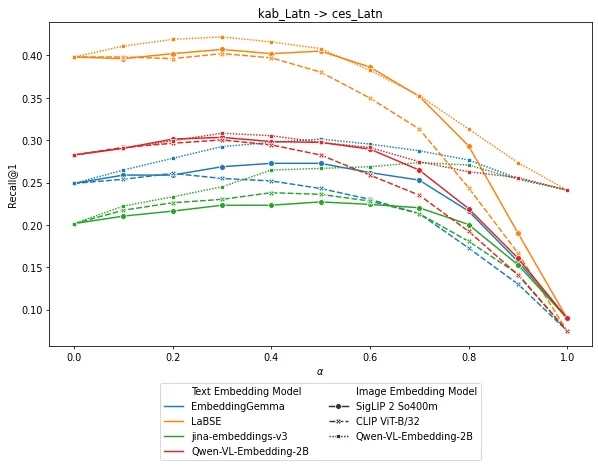 kab_Latn -> ces_Latn
Recall@1
0.40
0.35
0.30
0.25
0.20
0.15
0.10
0.0 0.2 0.4 0.6 0.8 1.0
α
Text Embedding Model Image Embedding Model
EmbeddingGemma SigLIP 2 So400m
LaBSE CLIP ViT-B/32
jina-embeddings-v3 Qwen-VL-Embedding-2B
Qwen-VL-Embedding-2B